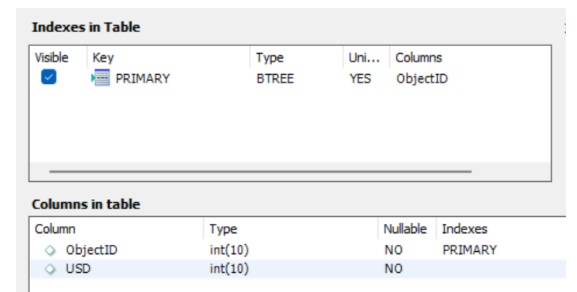 Indexes in Table
Visible Key Type Uni... Columns
PRIMARY BTREE YES ObjectID
Columns in table
Column Type Nullable Indexes
ObjectID int(10) NO PRIMARY
USD int(10) NO